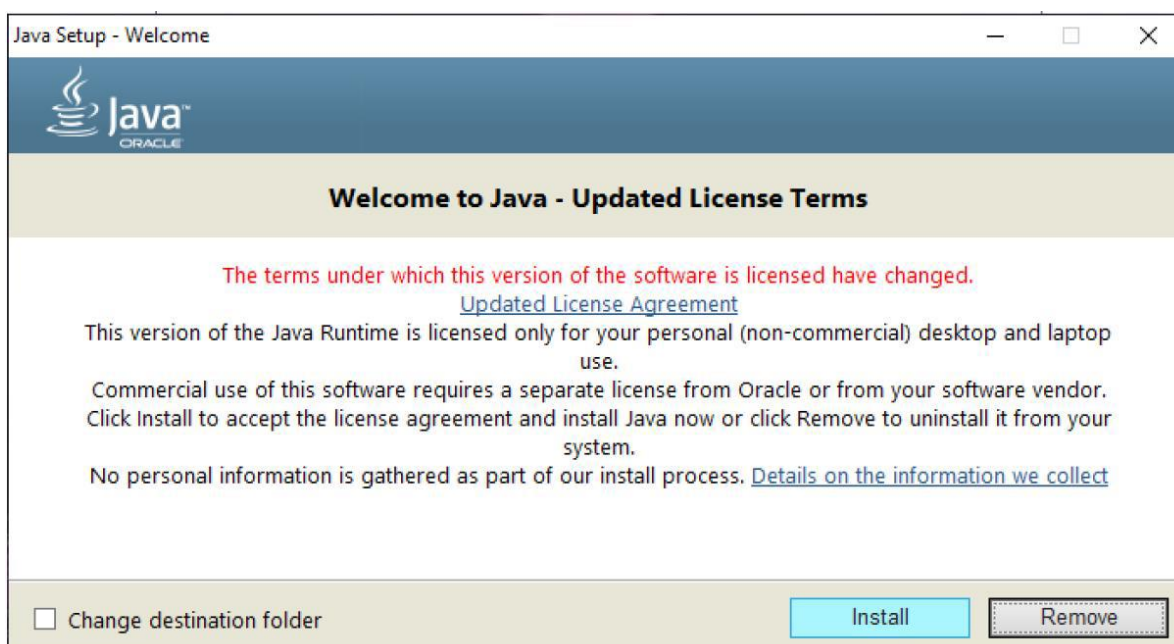 Java Setup - Welcome
Java™
ORACLE
Welcome to Java - Updated License Terms
The terms under which this version of the software is licensed have changed.
Updated License Agreement
This version of the Java Runtime is licensed only for your personal (non-commercial) desktop and laptop
use.
Commercial use of this software requires a separate license from Oracle or from your software vendor.
Click Install to accept the license agreement and install Java now or click Remove to uninstall it from your
system.
No personal information is gathered as part of our install process. Details on the information we collect
Change destination folder
Install
Remove